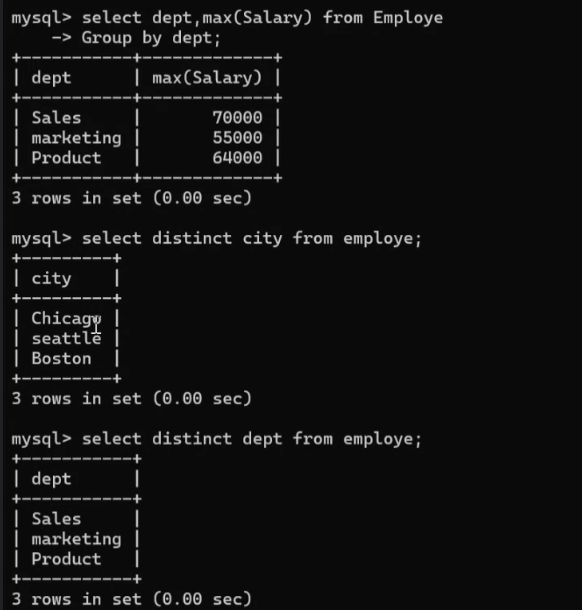 mysql> select dept,max(Salary) from Employe
    -> Group by dept;
+-----------+-------------+
| dept      | max(Salary) |
+-----------+-------------+
| Sales     |       70000 |
| marketing |       55000 |
| Product   |       64000 |
+-----------+-------------+
3 rows in set (0.00 sec)

mysql> select distinct city from employe;
+---------+
| city    |
+---------+
| Chicago |
| seattle |
| Boston  |
+---------+
3 rows in set (0.00 sec)

mysql> select distinct dept from employe;
+-----------+
| dept      |
+-----------+
| Sales     |
| marketing |
| Product   |
+-----------+
3 rows in set (0.00 sec)